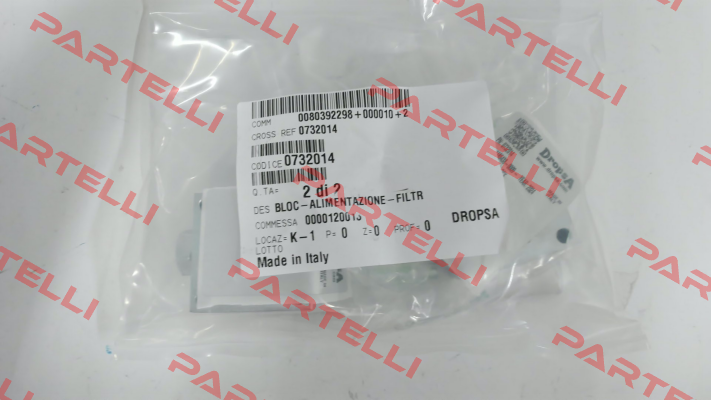 COMM 0080392298+000010+2
CROSS REF 0732014
CODICE 0732014
Q.TA= 2 di 2
DES BLOC-ALIMENTAZIONE-FILTR
COMMESSA 0000120013
LOCAZ= K-1 P= 0 Z=0 PROF= 0 DROPSA
LOTTO
Made in Italy
DropsA
PARTELLI
PARTELLI
PARTELLI
PARTELLI
PARTELLI
PARTELLI
PARTELLI
PARTELLI